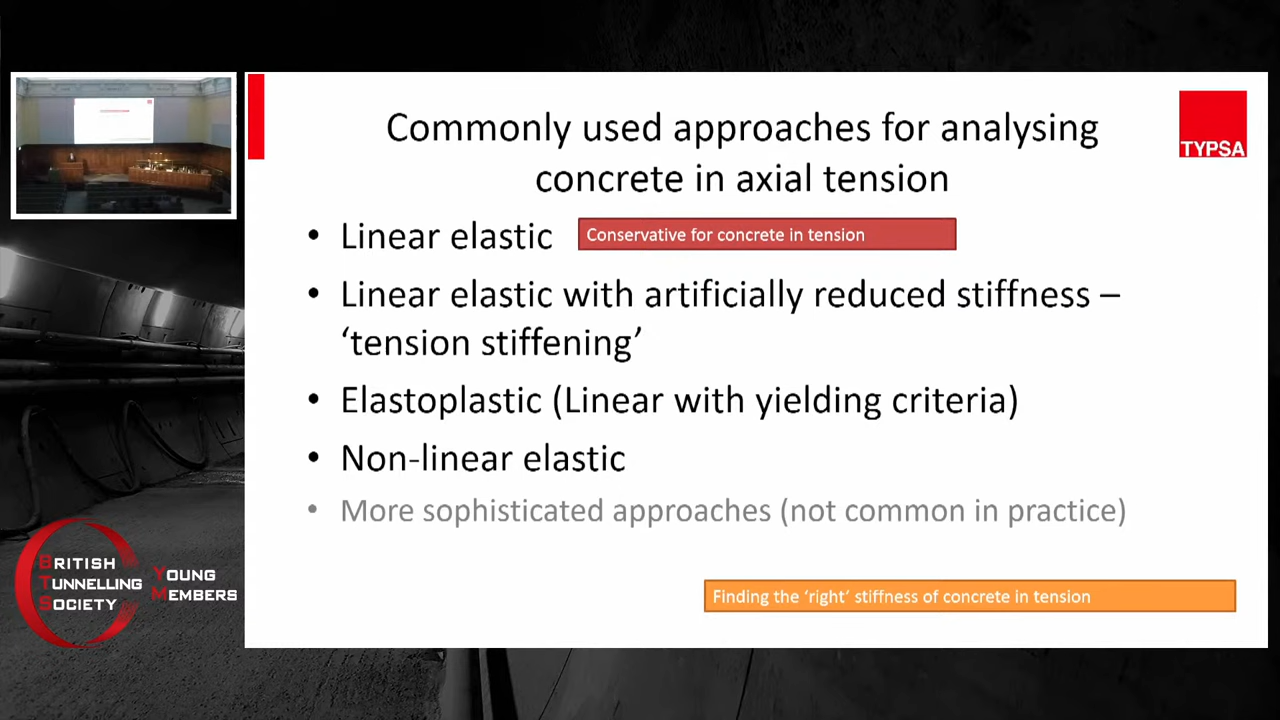 Commonly used approaches for analysing
concrete in axial tension
TYPSA
• Linear elastic
Conservative for concrete in tension
• Linear elastic with artificially reduced stiffness –
‘tension stiffening’
• Elastoplastic (Linear with yielding criteria)
• Non-linear elastic
• More sophisticated approaches (not common in practice)
Finding the ‘right’ stiffness of concrete in tension
BRITISH
TUNNELLING
SOCIETY
YOUNG
MEMBERS